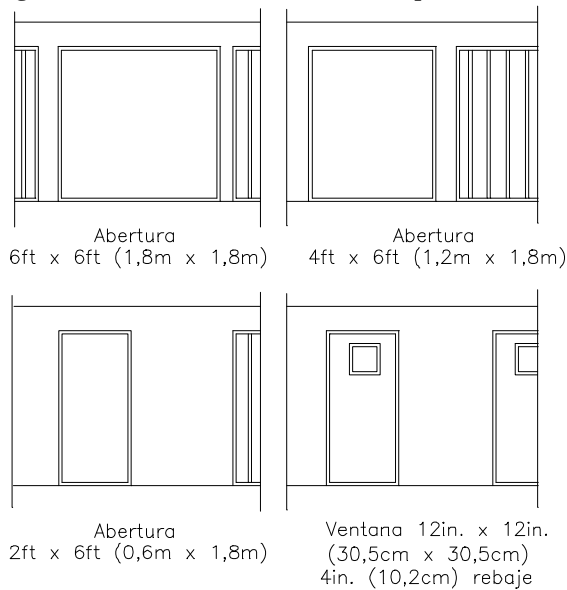 Abertura
6ft x 6ft (1,8m x 1,8m)
Abertura
4ft x 6ft (1,2m x 1,8m)
Abertura
2ft x 6ft (0,6m x 1,8m)
Ventana 12in. x 12in.
(30,5cm x 30,5cm)
4in. (10,2cm) rebaje